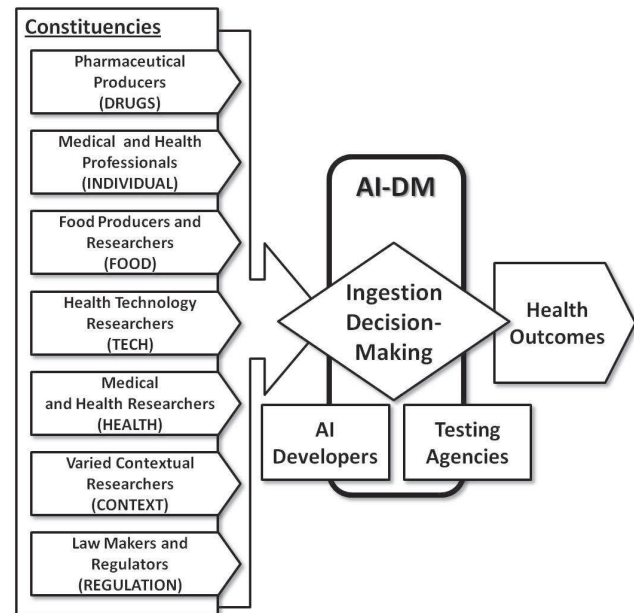 Constituencies
Pharmaceutical
Producers
(DRUGS)
Medical and Health
Professionals
(INDIVIDUAL)
Food Producers and
Researchers
(FOOD)
Health Technology
Researchers
(TECH)
Medical
and Health Researchers
(HEALTH)
Varied Contextual
Researchers
(CONTEXT)
Law Makers and
Regulators
(REGULATION)
AI-DM
Ingestion
Decision-
Making
AI
Developers
Testing
Agencies
Health
Outcomes